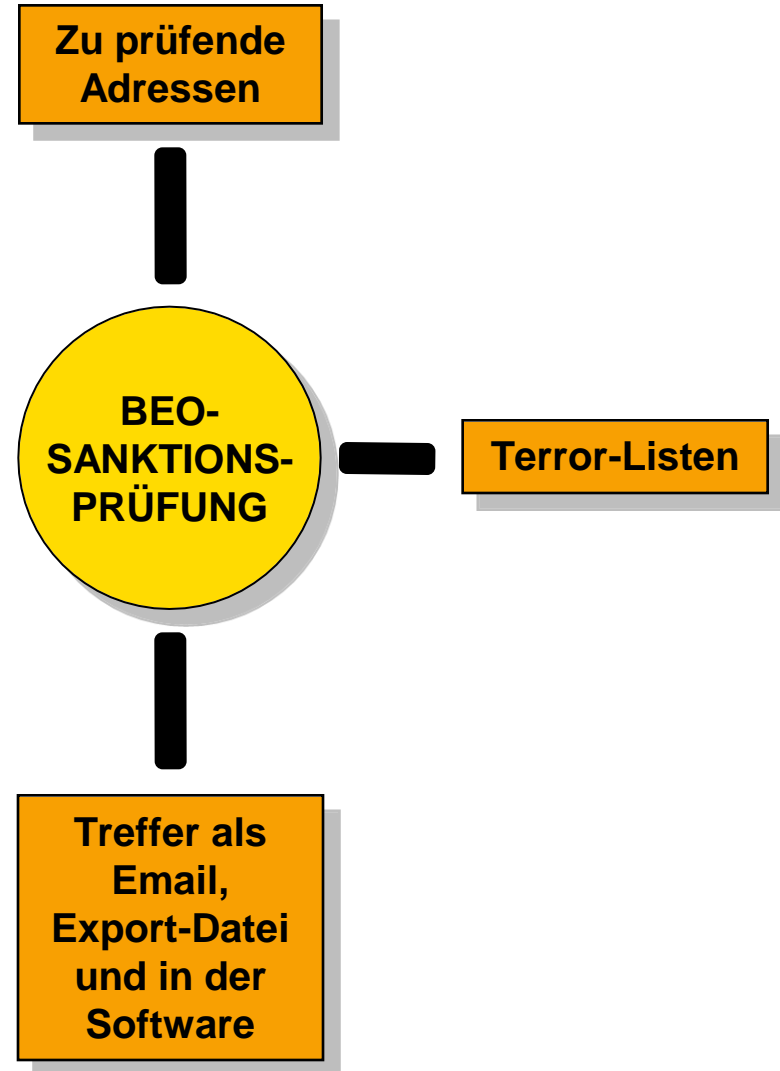 Zu prüfende
Adressen
BEO-
SANKTIONS-
PRÜFUNG
Terror-Listen
Treffer als
Email,
Export-Datei
und in der
Software